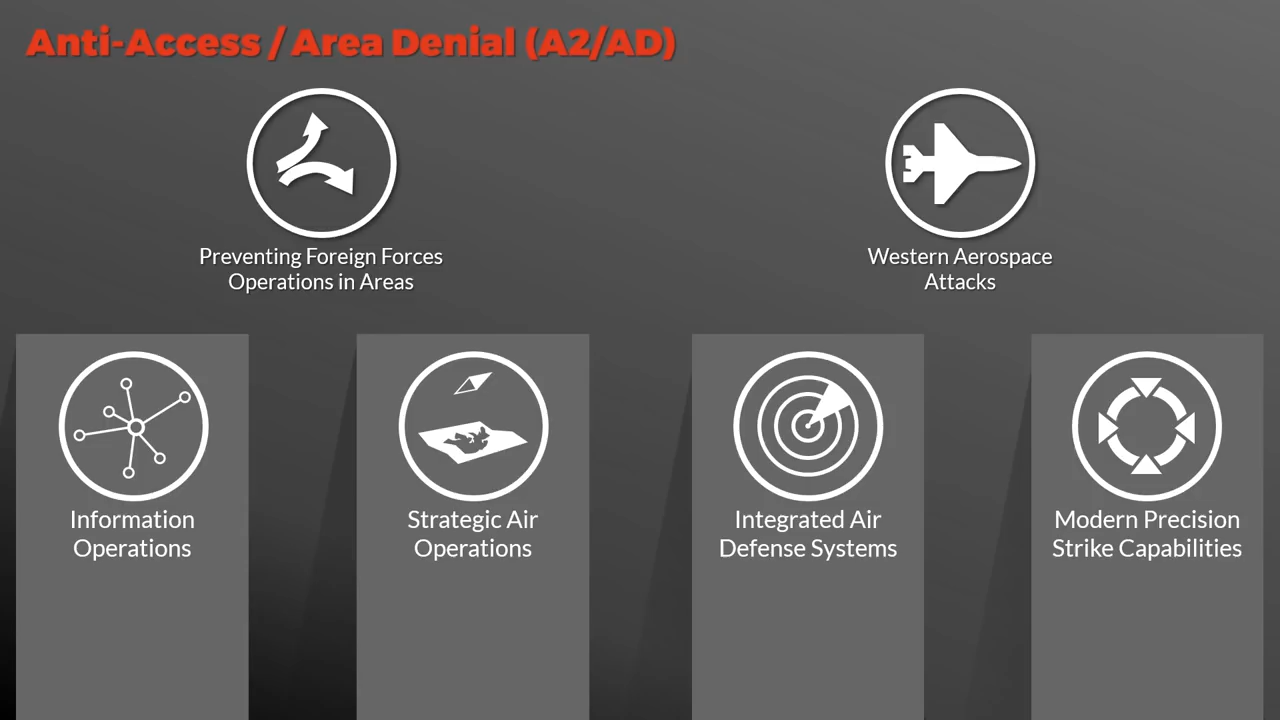 Anti-Access / Area Denial (A2/AD)
Preventing Foreign Forces
Operations in Areas
Western Aerospace
Attacks
Information
Operations
Strategic Air
Operations
Integrated Air
Defense Systems
Modern Precision
Strike Capabilities